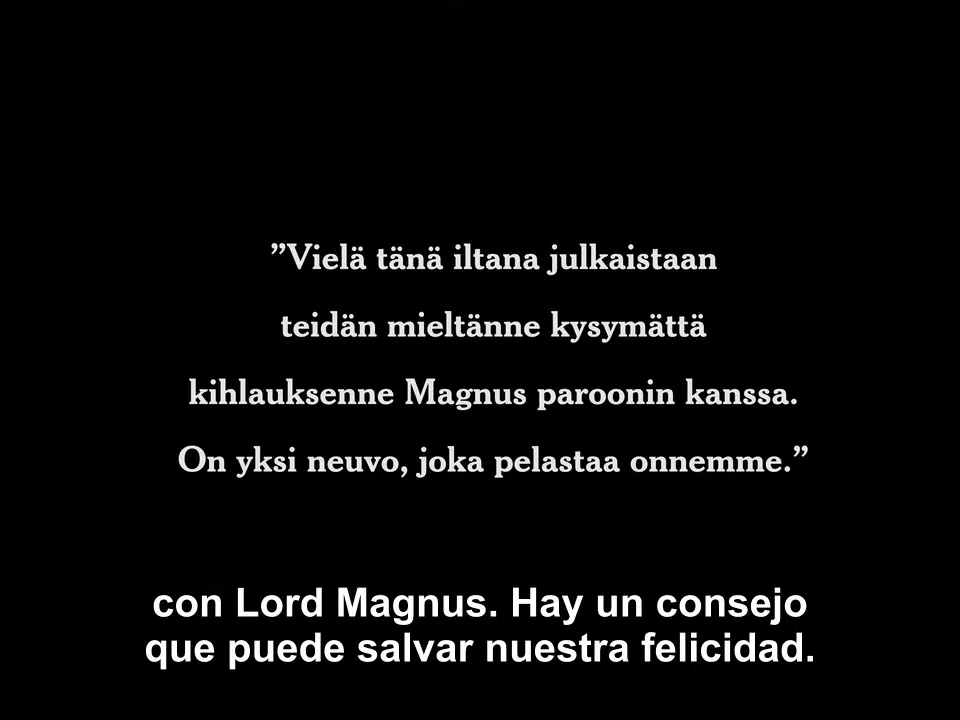 ”Vielä tänä iltana julkaistaan
teidän mieltänne kysymättä
kihlauksenne Magnus paroonin kanssa.
On yksi neuvo, joka pelastaa onnemme.”
con Lord Magnus. Hay un consejo
que puede salvar nuestra felicidad.